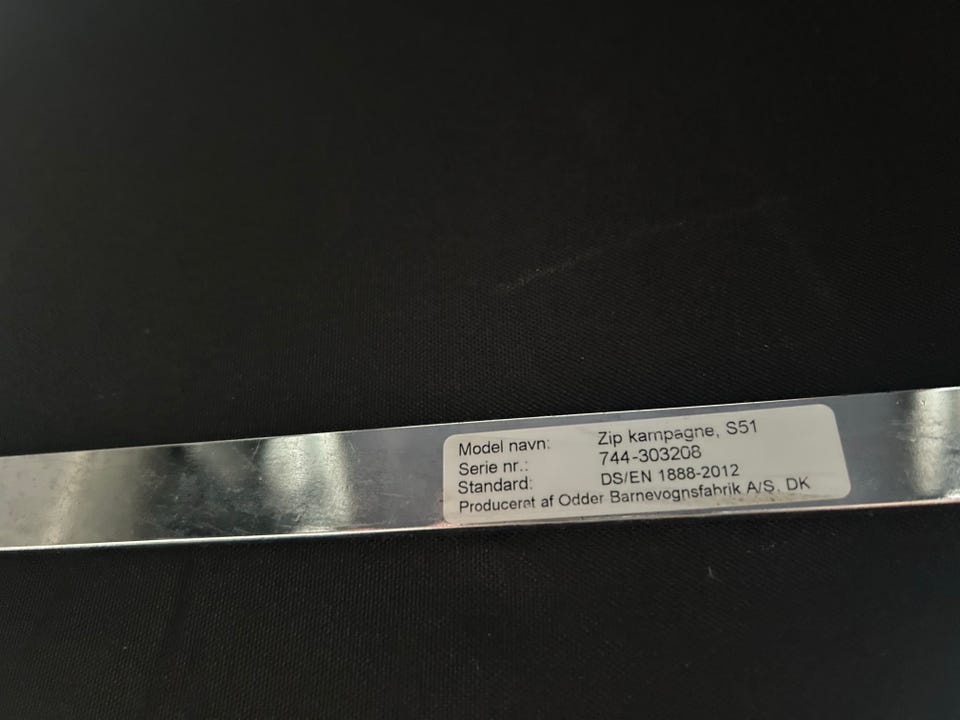 Model navn: Zip kampagne, S51
Serie nr.: 744-303208
Standard: DS/EN 1888-2012
Produceret af Odder Barnevognsfabrik A/S, DK